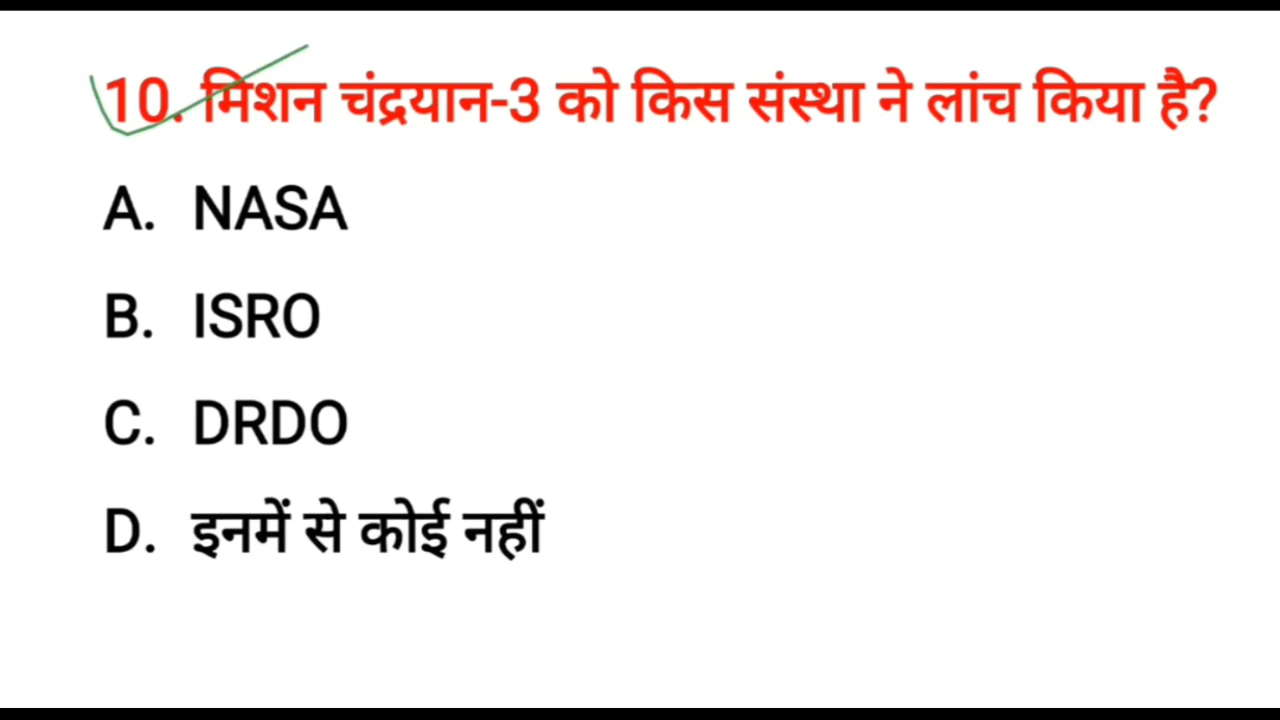 10. मिशन चंद्रयान-3 को किस संस्था ने लांच किया है?
A. NASA
B. ISRO
C. DRDO
D. इनमें से कोई नहीं